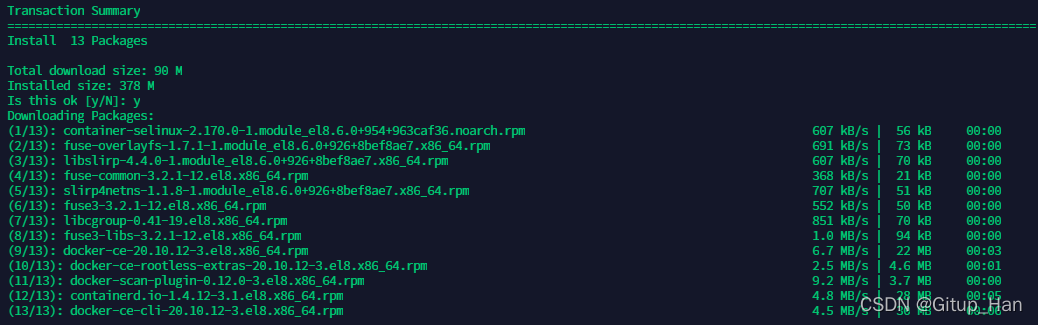 Transaction Summary
================================================================================
Install  13 Packages
Total download size: 90 M
Installed size: 378 M
Is this ok [y/N]: y
Downloading Packages:
(1/13): container-selinux-2.170.0-1.module_el8.6.0+954+963caf36.noarch.rpm 607 kB/s | 56 kB 00:00
(2/13): fuse-overlayfs-1.7.1-1.module_el8.6.0+926+8bef8ae7.x86_64.rpm 691 kB/s | 73 kB 00:00
(3/13): libslirp-4.4.0-1.module_el8.6.0+926+8bef8ae7.x86_64.rpm 607 kB/s | 70 kB 00:00
(4/13): fuse-common-3.2.1-12.el8.x86_64.rpm 368 kB/s | 21 kB 00:00
(5/13): slirp4netns-1.1.8-1.module_el8.6.0+926+8bef8ae7.x86_64.rpm 707 kB/s | 51 kB 00:00
(6/13): fuse3-3.2.1-12.el8.x86_64.rpm 552 kB/s | 50 kB 00:00
(7/13): libcgroup-0.41-19.el8.x86_64.rpm 851 kB/s | 70 kB 00:00
(8/13): fuse3-libs-3.2.1-12.el8.x86_64.rpm 1.0 MB/s | 94 kB 00:00
(9/13): docker-ce-20.10.12-3.el8.x86_64.rpm 6.7 MB/s | 22 MB 00:03
(10/13): docker-ce-rootless-extras-20.10.12-3.el8.x86_64.rpm 2.5 MB/s | 4.6 MB 00:01
(11/13): docker-scan-plugin-0.12.0-3.el8.x86_64.rpm 9.2 MB/s | 3.7 MB 00:00
(12/13): containerd.io-1.4.12-3.1.el8.x86_64.rpm 4.8 MB/s | 28 MB 00:05
(13/13): docker-ce-cli-20.10.12-3.el8.x86_64.rpm 4.5 MB/s | MB
CSDN @Gitup_Han